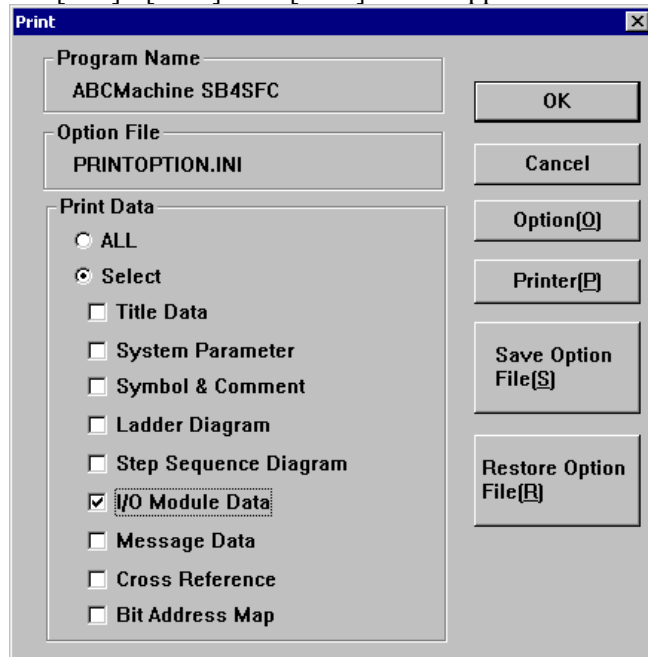 Print
Program Name
ABCMachine SB4SFC
Option File
PRINTOPTION.INI
Print Data
ALL
Select
Title Data
System Parameter
Symbol & Comment
Ladder Diagram
Step Sequence Diagram
I/O Module Data
Message Data
Cross Reference
Bit Address Map
OK
Cancel
Option(O)
Printer(P)
Save Option
File(S)
Restore Option
File(R)